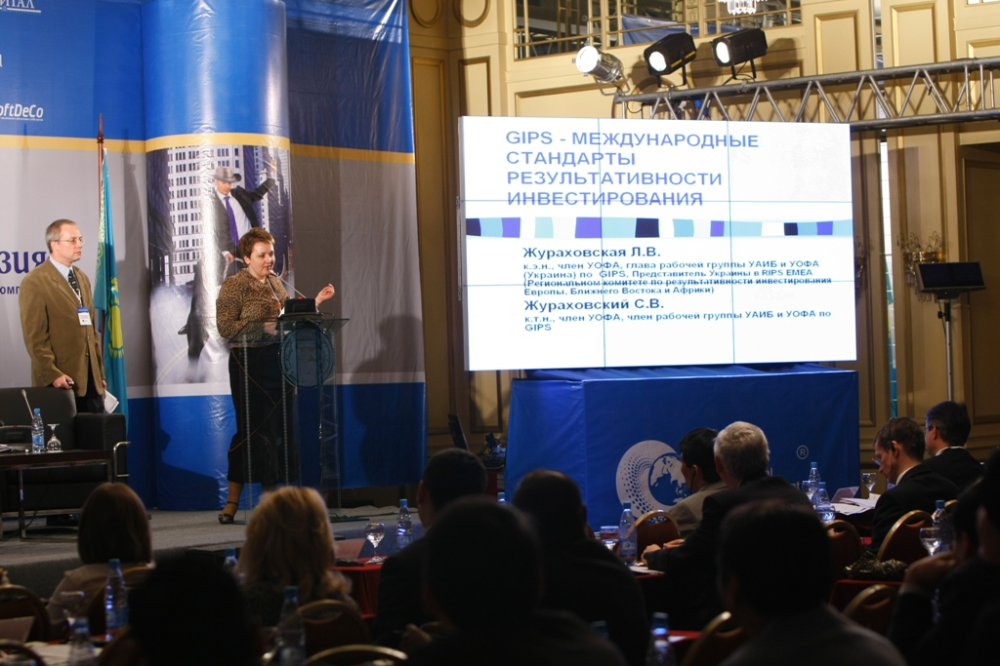 oftDeCo
зия
GIPS - МЕЖДУНАРОДНЫЕ
СТАНДАРТЫ
РЕЗУЛЬТАТИВНОСТИ
ИНВЕСТИРОВАНИЯ
Жураховская Л.В.
к.э.н., член УОФА, глава рабочей группы УАИБ и УОФА
(Украина) по GIPS, Представитель Украины в RIPS EMEA
(Региональном комитете по результативности инвестирования
Европы, Ближнего Востока и Африки)
Жураховский С.В.
к.т.н., член УОФА, член рабочей группы УАИБ и УОФА по
GIPS
®